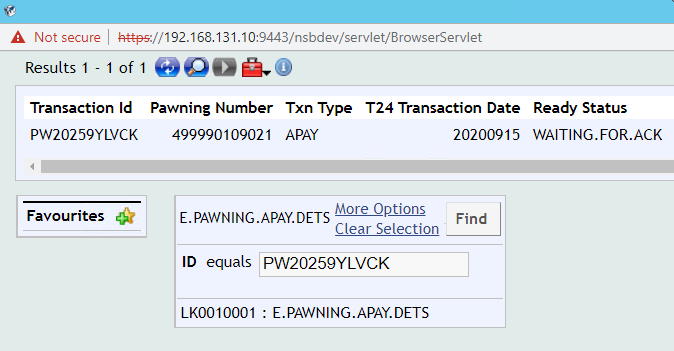 Not secure | https://192.168.131.10:9443/nsbdev/servlet/BrowserServlet
Results 1 - 1 of 1
Transaction Id Pawning Number Txn Type T24 Transaction Date Ready Status
PW20259YLVCK 499990109021 APAY 20200915 WAITING.FOR.ACK
Favourites
E.PAWNING.APAY.DETS More Options Clear Selection Find
ID equals PW20259YLVCK
LK0010001 : E.PAWNING.APAY.DETS